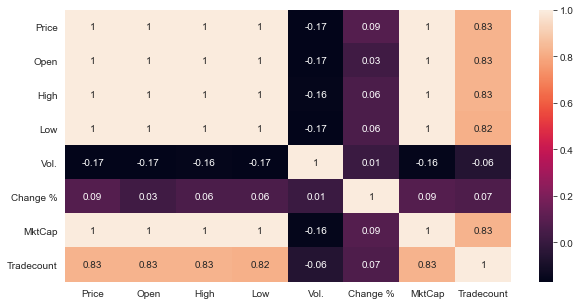 Price 1 1 1 1 -0.17 0.09 1 0.83
Open 1 1 1 1 -0.17 0.03 1 0.83
High 1 1 1 1 -0.16 0.06 1 0.83
Low 1 1 1 1 -0.17 0.06 1 0.82
Vol. -0.17 -0.17 -0.16 -0.17 1 0.01 -0.16 -0.06
Change % 0.09 0.03 0.06 0.06 0.01 1 0.09 0.07
MktCap 1 1 1 1 -0.16 0.09 1 0.83
Tradecount 0.83 0.83 0.83 0.82 -0.06 0.07 0.83 1
Price Open High Low Vol. Change % MktCap Tradecount
1.0
0.8
0.6
0.4
0.2
0.0